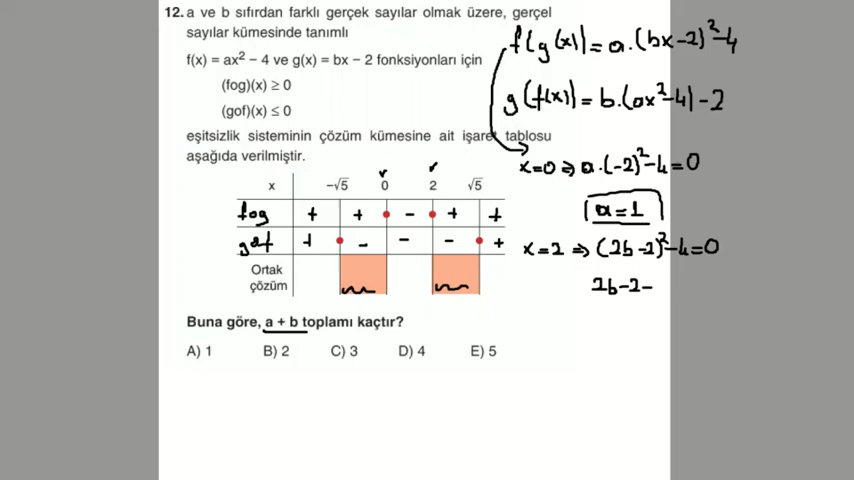 12. a ve b sıfırdan farklı gerçek sayılar olmak üzere, gerçel
sayılar kümesinde tanımlı
f(x) = ax² – 4 ve g(x) = bx – 2 fonksiyonları için
(fog)(x) ≥ 0
(gof)(x) ≤ 0
eşitsizlik sisteminin çözüm kümesine ait işaret tablosu
aşağıda verilmiştir.
x –√5 0 2 √5
fog + + - + +
gof + - - - +
Ortak
çözüm
Buna göre, a + b toplamı kaçtır?
A) 1 B) 2 C) 3 D) 4 E) 5
f(g(x)) = a.(bx-2)²-4
g(f(x)) = b.(ax²-4)-2
x=0 ⇒ a.(-2)²-4=0
a=1
x=2 ⇒ (2b-2)²-4=0
2b-2-